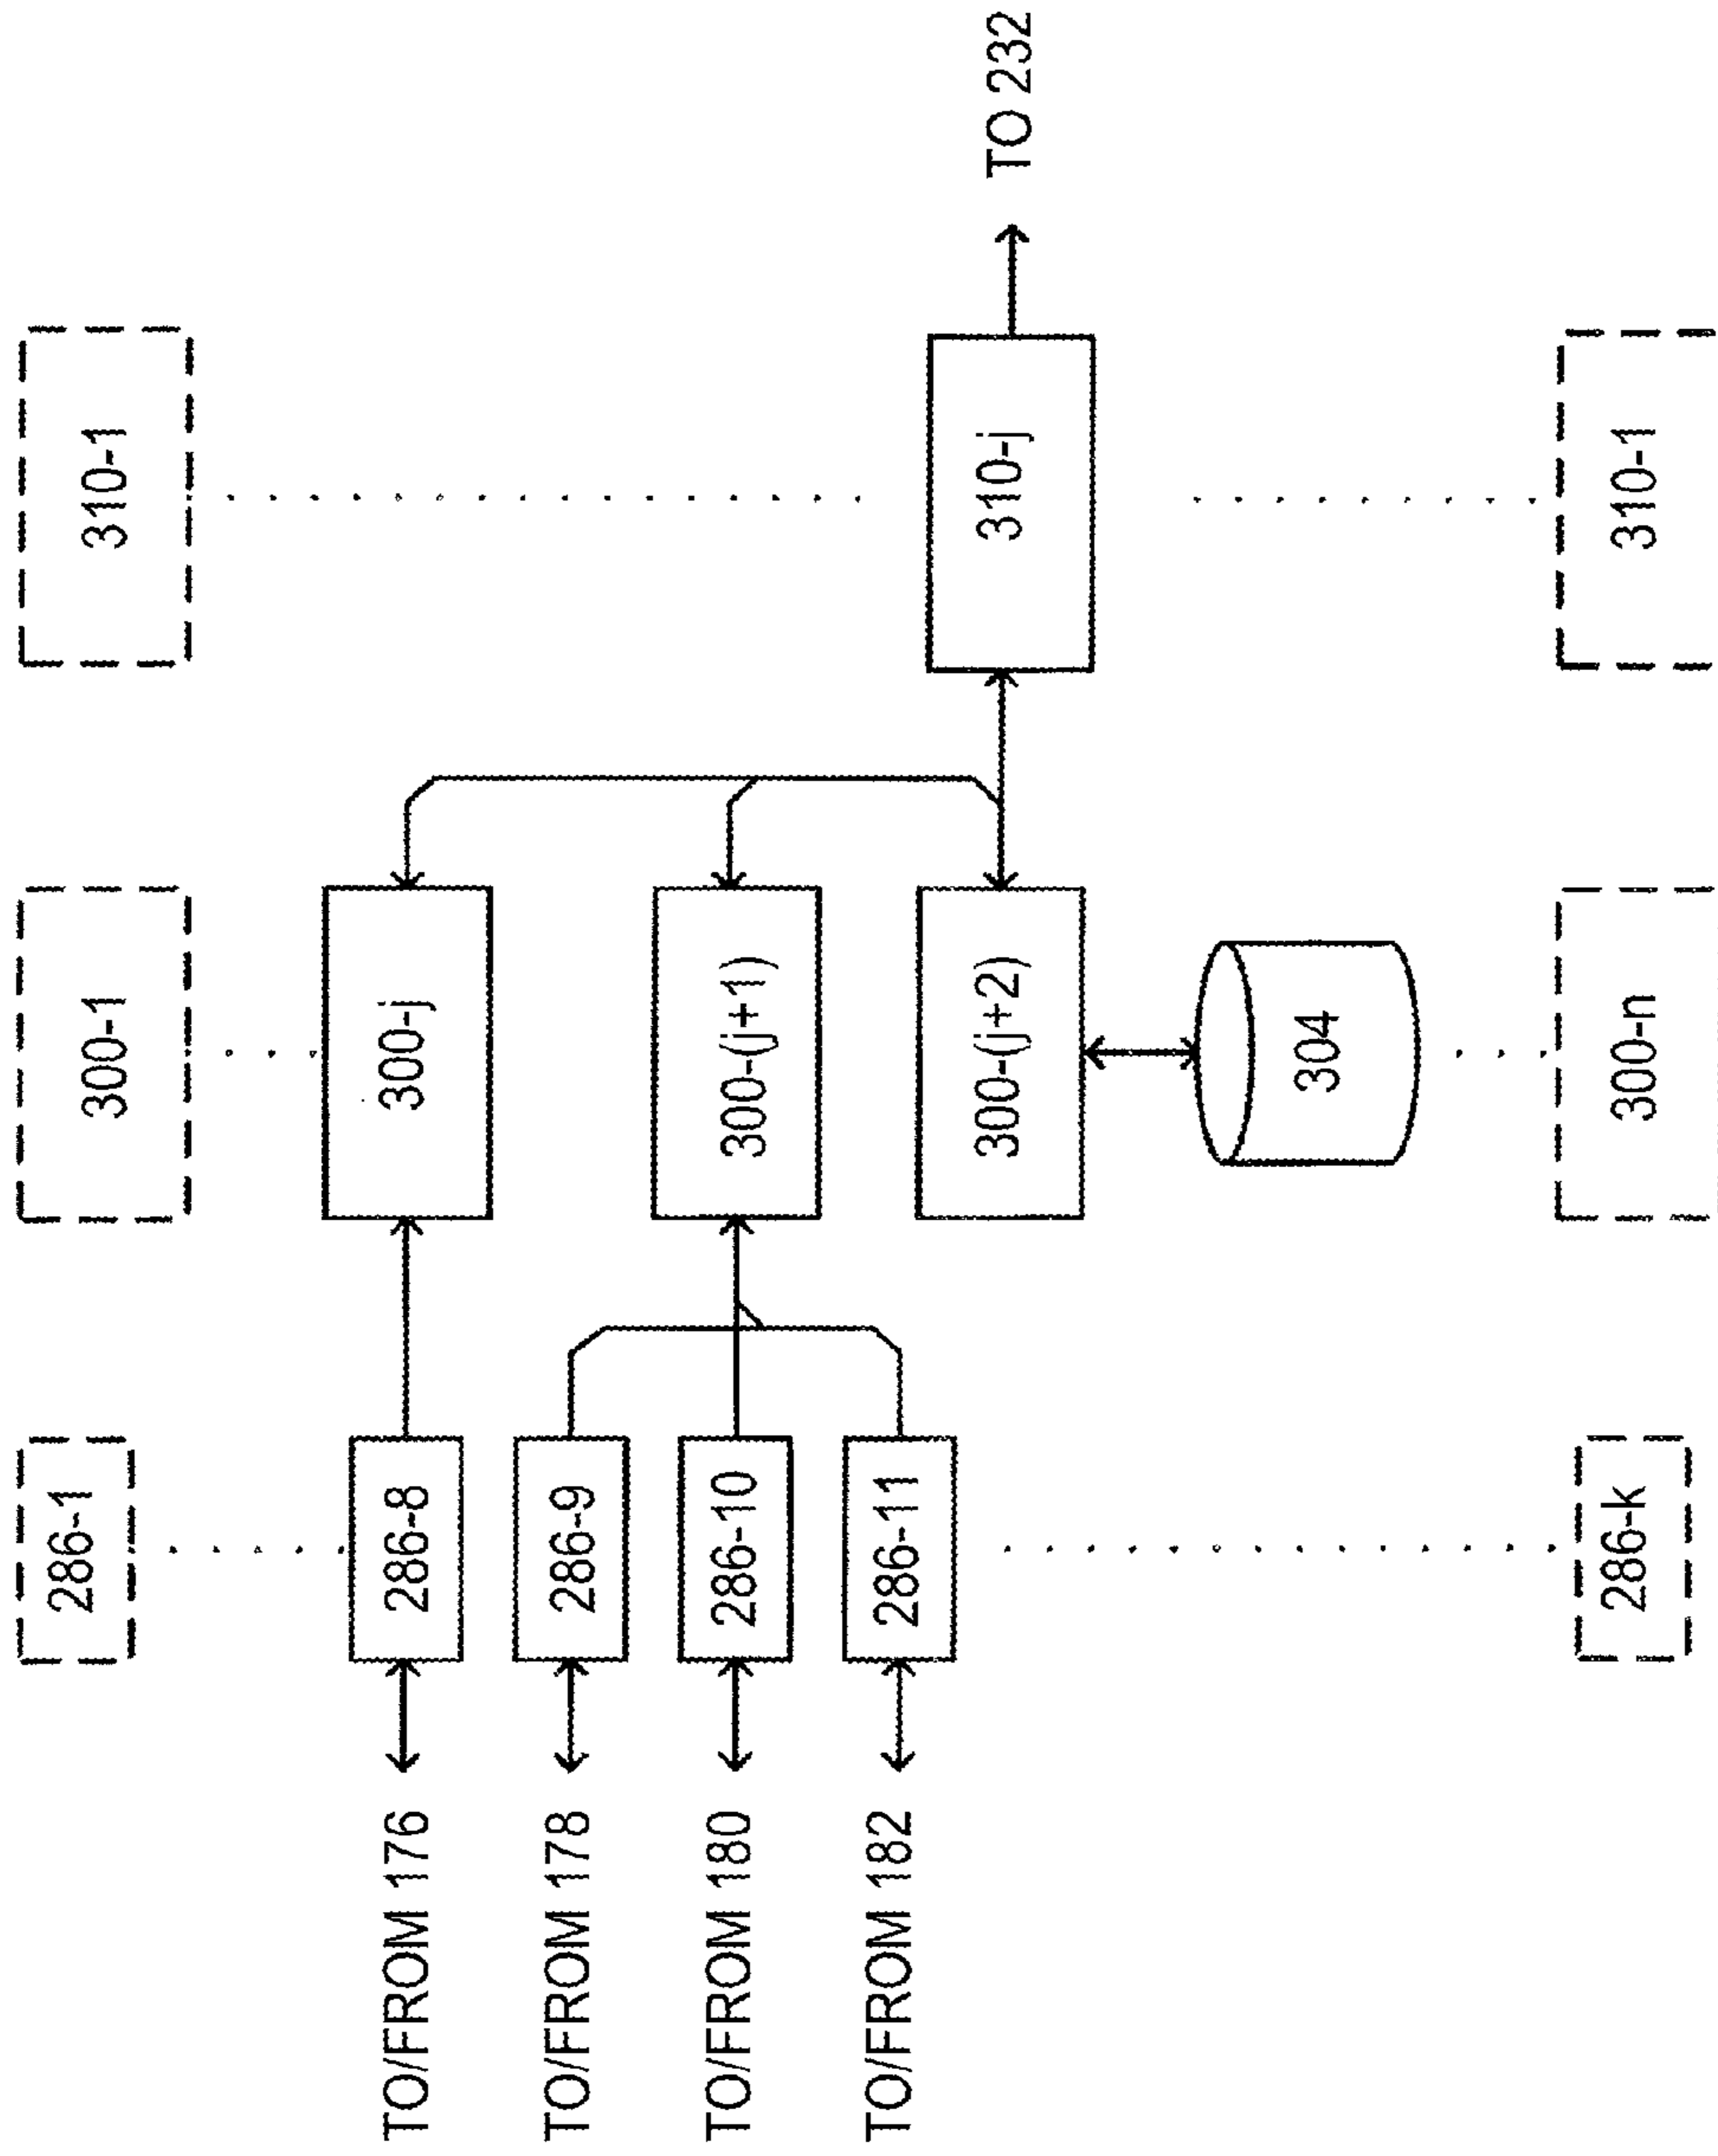 286-1
300-1
310-1
TO/FROM 176
286-8
300-j
TO/FROM 178
286-9
TO/FROM 180
286-10
300-(j+1)
TO/FROM 182
286-11
300-(j+2)
310-j
TO 232
304
286-k
300-n
310-1